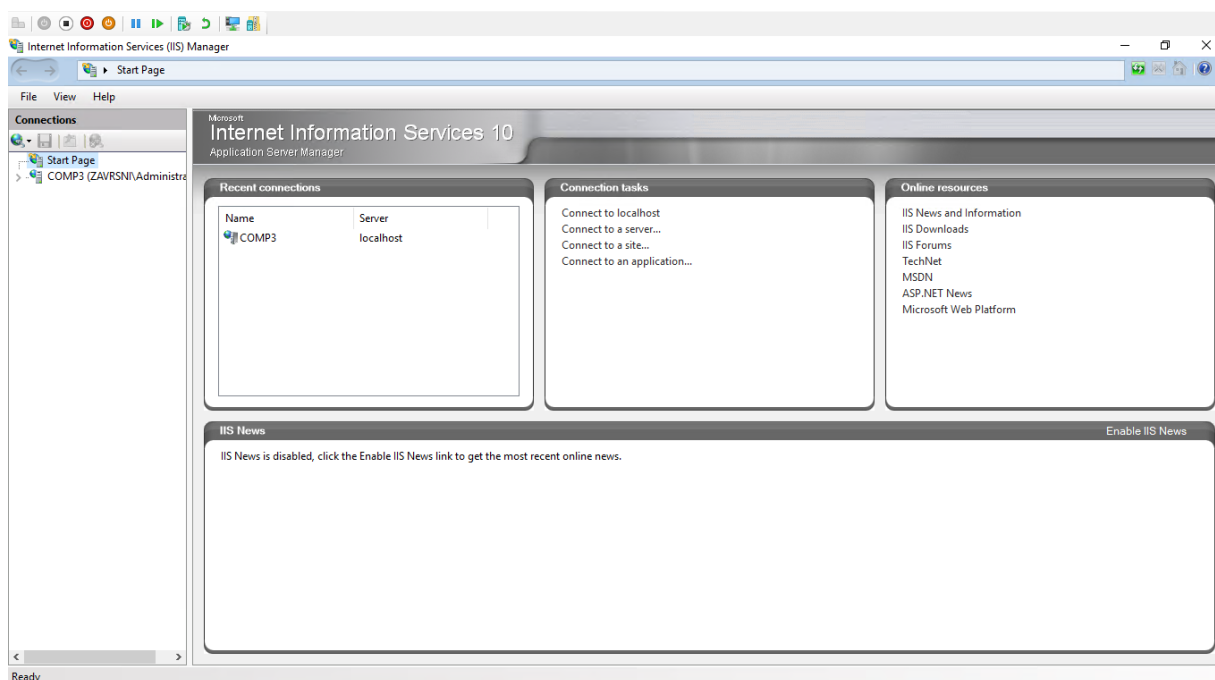 Internet Information Services (IIS) Manager
Start Page
File View Help
Connections
Start Page
COMP3 (ZAVRSNI\Administra
Microsoft
Internet Information Services 10
Application Server Manager
Recent connections
Name Server
COMP3 localhost
Connection tasks
Connect to localhost
Connect to a server...
Connect to a site...
Connect to an application...
Online resources
IIS News and Information
IIS Downloads
IIS Forums
TechNet
MSDN
ASP.NET News
Microsoft Web Platform
IIS News
Enable IIS News
IIS News is disabled, click the Enable IIS News link to get the most recent online news.
Ready